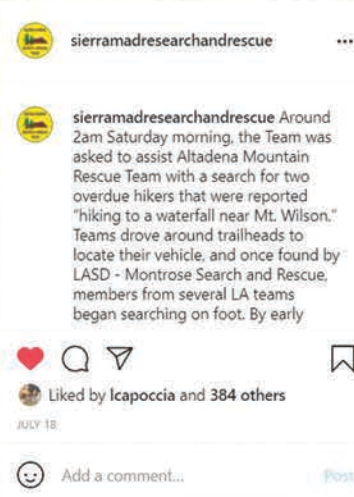 sierramadresearchandrescue
sierramadresearchandrescue Around
2am Saturday morning, the Team was
asked to assist Altadena Mountain
Rescue Team with a search for two
overdue hikers that were reported
"hiking to a waterfall near Mt. Wilson."
Teams drove around trailheads to
locate their vehicle, and once found by
LASD - Montrose Search and Rescue,
members from several LA teams
began searching on foot. By early
Liked by lcapoccia and 384 others
JULY 18
Add a comment...
Post